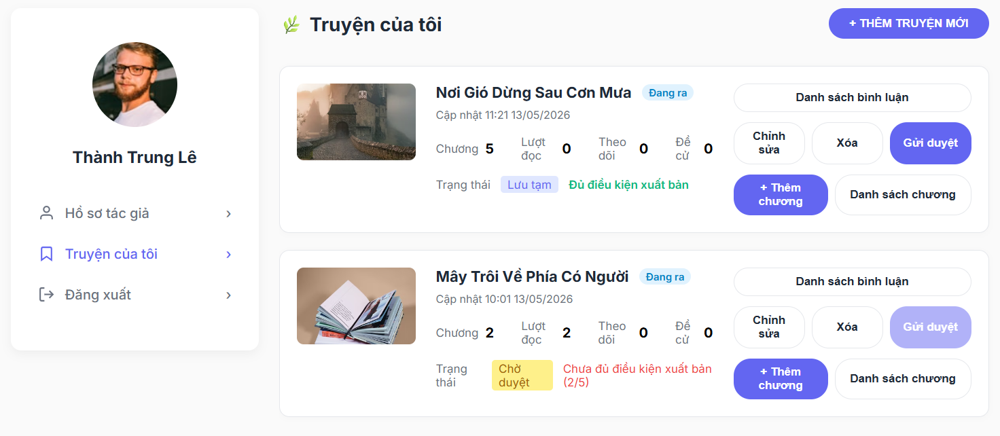 Thành Trung Lê
Hồ sơ tác giả
Truyện của tôi
Đăng xuất
Truyện của tôi
+ THÊM TRUYỆN MỚI
Nơi Gió Dừng Sau Cơn Mưa
Đang ra
Cập nhật 11:21 13/05/2026
Chương 5
Lượt
đọc
0
Theo
dõi
0
Đề
cử
0
Trạng thái
Lưu tạm
Đủ điều kiện xuất bản
Danh sách bình luận
Chỉnh
sửa
Xóa
Gửi duyệt
+ Thêm
chương
Danh sách chương
Mây Trôi Về Phía Có Người
Đang ra
Cập nhật 10:01 13/05/2026
Chương 2
Lượt
đọc
2
Theo
dõi
0
Đề
cử
0
Trạng
thái
Chờ
duyệt
Chưa đủ điều kiện xuất bản
(2/5)
Danh sách bình luận
Chỉnh
sửa
Xóa
Gửi duyệt
+ Thêm
chương
Danh sách chương